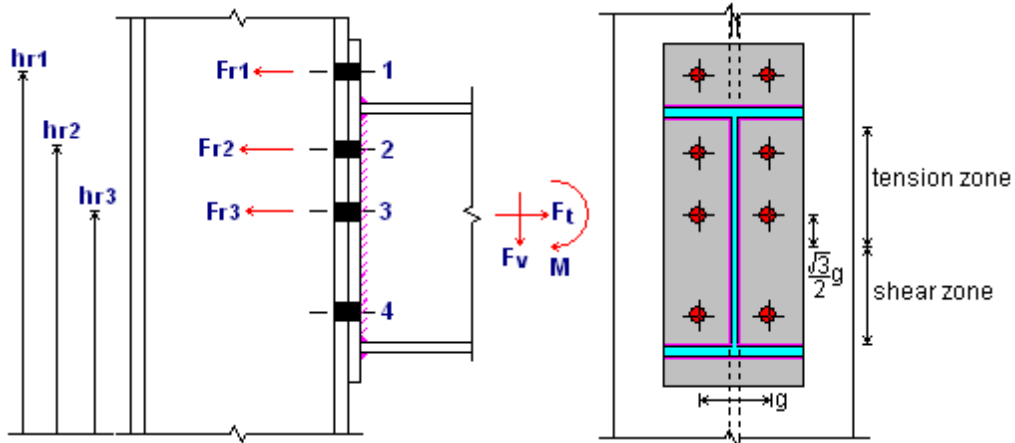 hr1
hr2
hr3
Fr1
Fr2
Fr3
1
2
3
4
Ft
Fv
M
tension zone
√3/2 g
shear zone
g